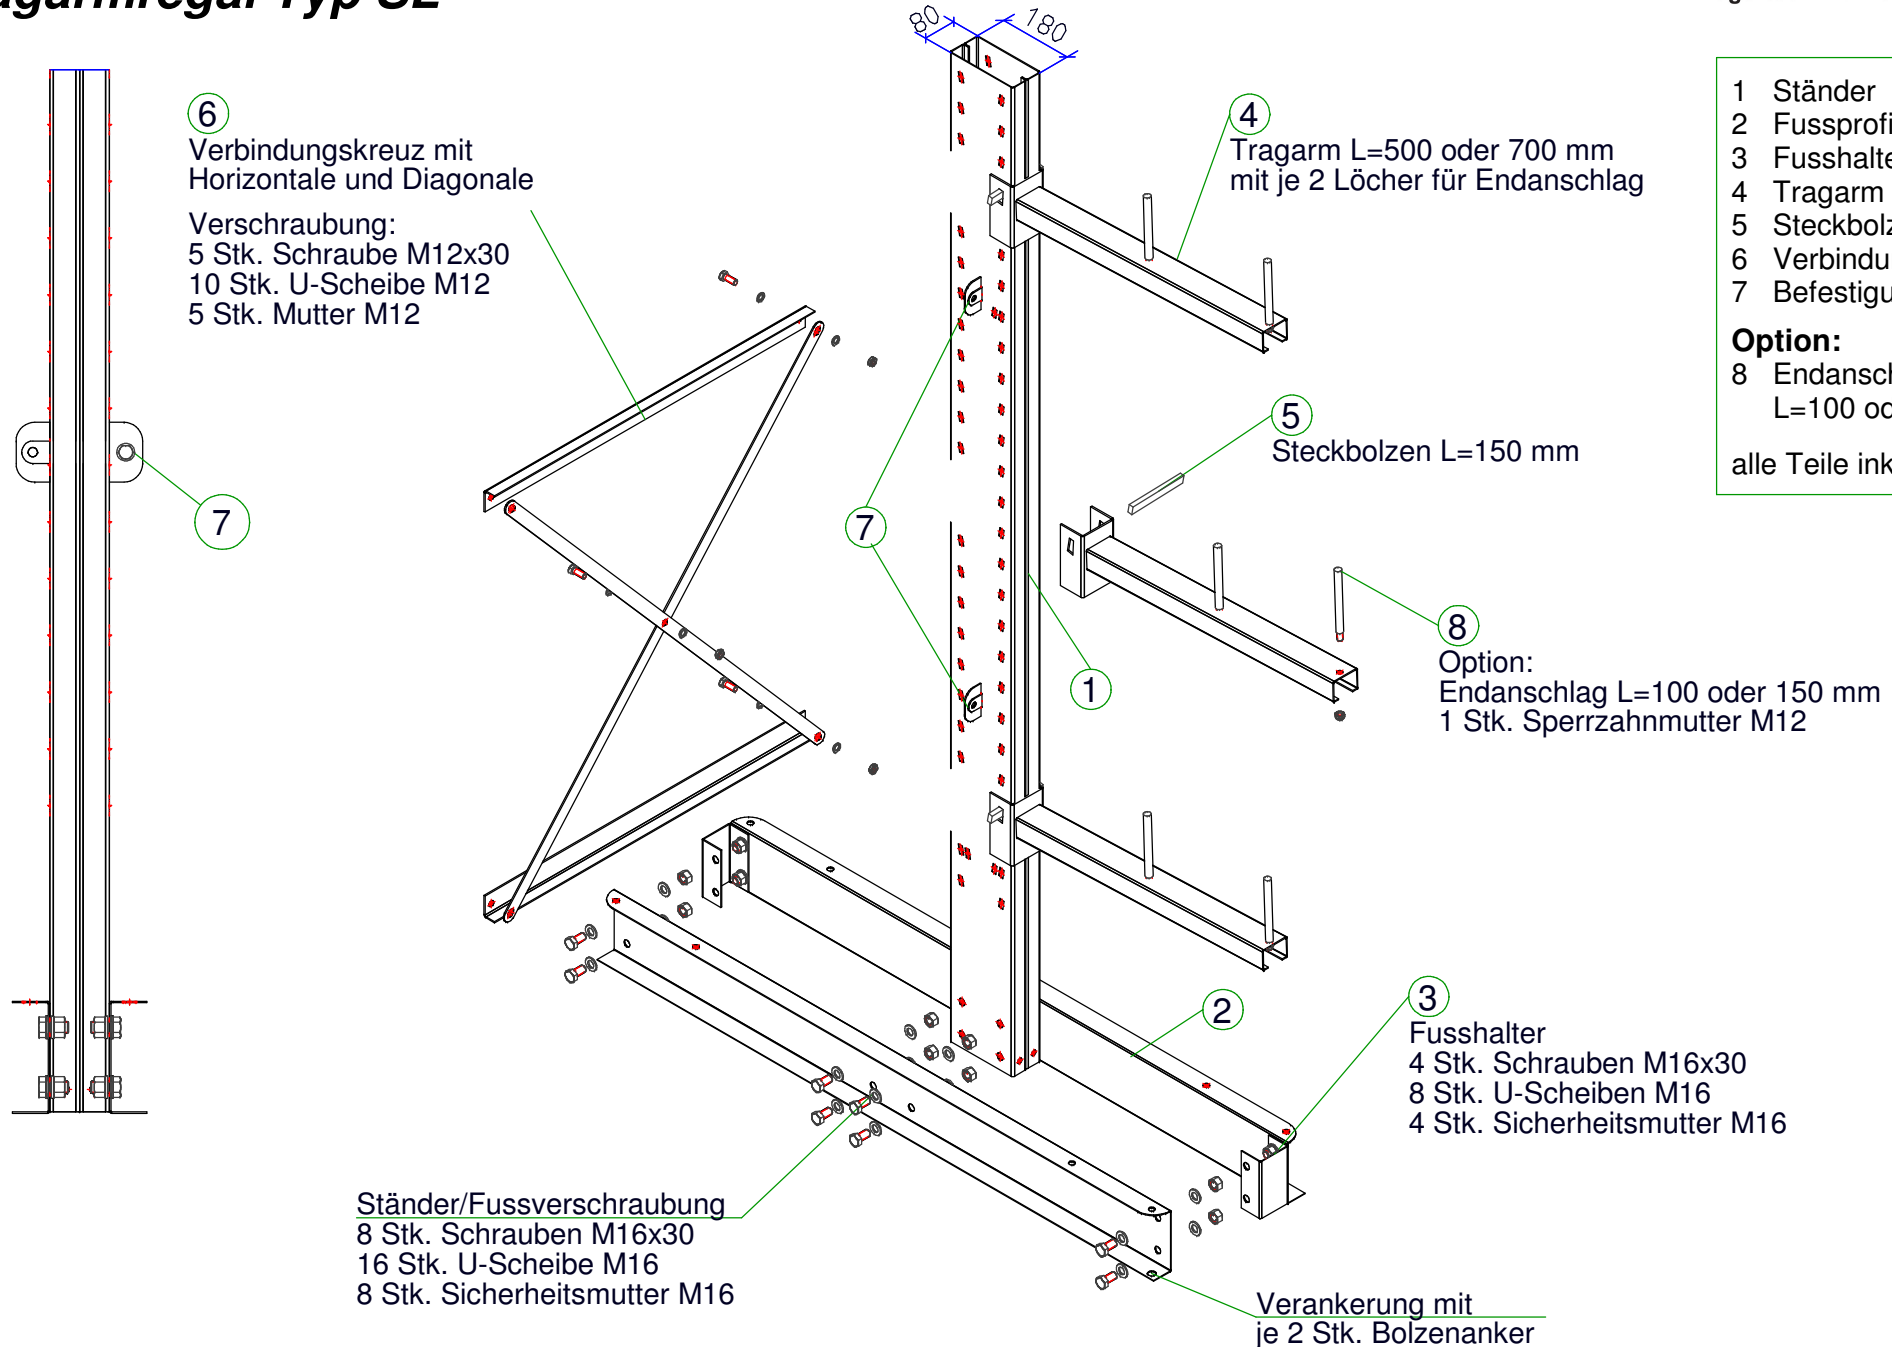 Typ
80
180
6
Verbindungskreuz mit
Horizontale und Diagonale
Verschraubung:
5 Stk. Schraube M12x30
10 Stk. U-Scheibe M12
5 Stk. Mutter M12
7
4
Tragarm L=500 oder 700 mm
mit je 2 Löcher für Endanschlag
5
Steckbolzen L=150 mm
7
1
8
Option:
Endanschlag L=100 oder 150 mm
1 Stk. Sperrzahnmutter M12
2
3
Fusshalter
4 Stk. Schrauben M16x30
8 Stk. U-Scheiben M16
4 Stk. Sicherheitsmutter M16
Ständer/Fussverschraubung
8 Stk. Schrauben M16x30
16 Stk. U-Scheibe M16
8 Stk. Sicherheitsmutter M16
Verankerung mit
je 2 Stk. Bolzenanker
1 Ständer
2 Fussprofi
3 Fusshalte
4 Tragarm
5 Steckbolz
6 Verbindu
7 Befestigu
Option:
8 Endansch
L=100 od
alle Teile ink